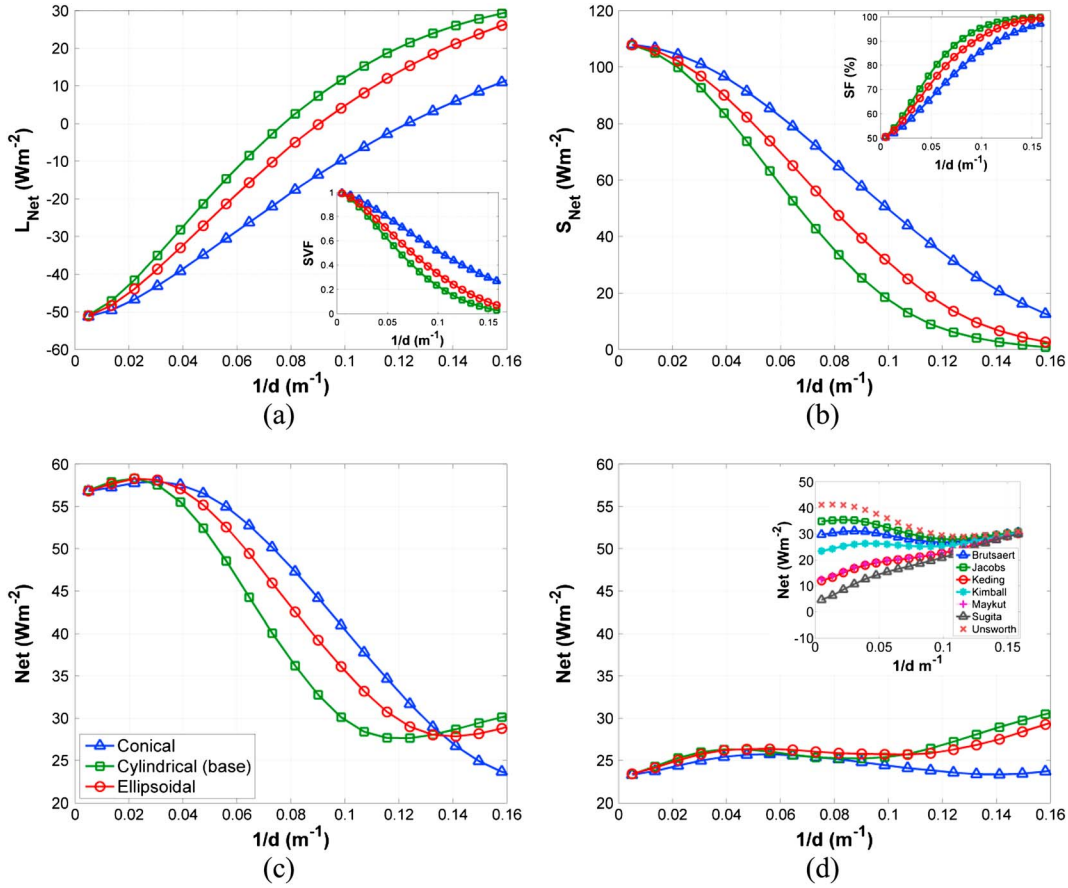 30
20
10
0
-10
-20
-30
-40
-50
-60
L_Net (Wm^-2)
0 0.02 0.04 0.06 0.08 0.1 0.12 0.14 0.16
1/d (m^-1)
1
0.8
0.6
0.4
0.2
0
SVF
0 0.05 0.1 0.15
1/d (m^-1)
(a)
120
100
80
60
40
20
0
S_Net (Wm^-2)
0 0.02 0.04 0.06 0.08 0.1 0.12 0.14 0.16
1/d (m^-1)
100
90
80
70
60
50
SF (%)
0 0.05 0.1 0.15
1/d (m^-1)
(b)
60
55
50
45
40
35
30
25
20
Net (Wm^-2)
Conical
Cylindrical (base)
Ellipsoidal
0 0.02 0.04 0.06 0.08 0.1 0.12 0.14 0.16
1/d (m^-1)
(c)
60
55
50
45
40
35
30
25
20
Net (Wm^-2)
0 0.02 0.04 0.06 0.08 0.1 0.12 0.14 0.16
1/d (m^-1)
50
40
30
20
10
0
-10
Net (Wm^-2)
Brutsaert
Jacobs
Keding
Kimball
Maykut
Sugita
Unsworth
0 0.05 0.1 0.15
1/d m^-1
(d)